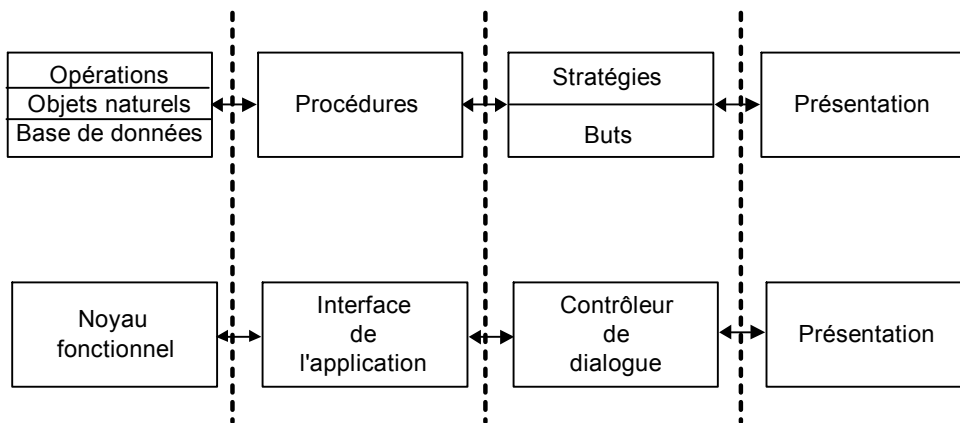 Opérations
Objets naturels
Base de données
Procédures
Stratégies
Buts
Présentation
Noyau
fonctionnel
Interface
de
l'application
Contrôleur
de
dialogue
Présentation